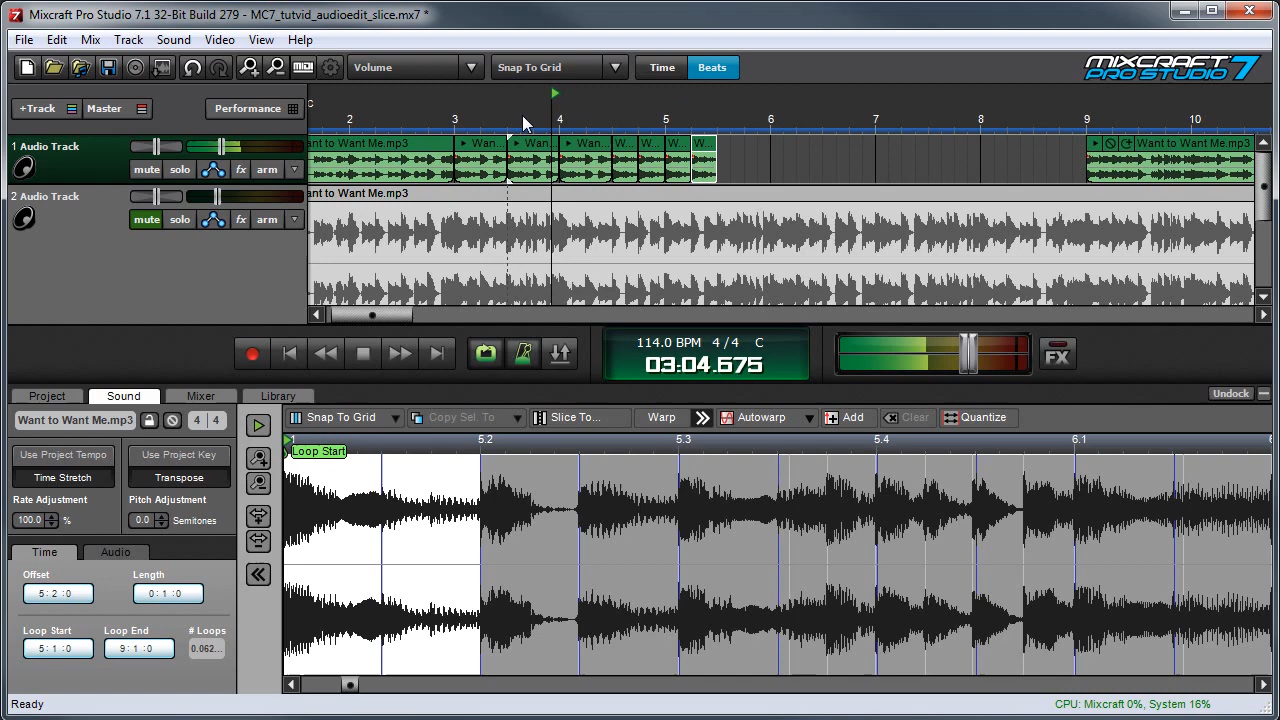 Mixcraft Pro Studio 7.1 32-Bit Build 279 - MC7_tutvid_audioedit_slice.mx7 *
File Edit Mix Track Sound Video View Help
Volume Snap To Grid Time Beats MIXCRAFT PRO STUDIO 7
+Track Master Performance
C
2 3 4 5 6 7 8 9 10
1 Audio Track
ant to Want Me.mp3 Wan... Wan... Wan... W... W... W... W... Want to Want Me.mp3
mute solo fx arm
2 Audio Track ant to Want Me.mp3
mute solo fx arm
114.0 BPM 4 / 4 C
03:04.675
FX
Project Sound Mixer Library Undock
Want to Want Me.mp3 4 4 Snap To Grid Copy Sel. To Slice To... Warp Autowarp Add Clear Quantize
1 5.2 5.3 5.4 6.1 6
Loop Start
Use Project Tempo Use Project Key
Time Stretch Transpose
Rate Adjustment Pitch Adjustment
100.0 % 0.0 Semitones
Time Audio
Offset Length
5: 2 :0 0: 1 :0
Loop Start Loop End # Loops
5: 1 :0 9: 1 :0 0.062...
Ready CPU: Mixcraft 0%, System 16%